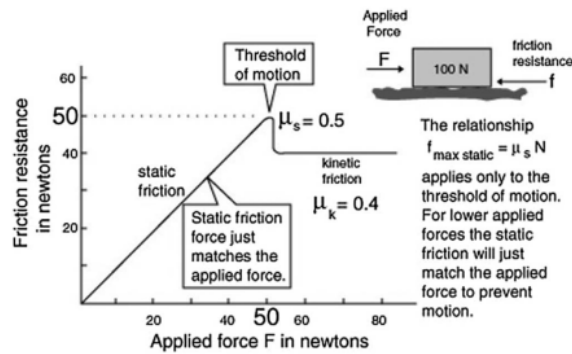 Applied
Force
F
100 N
friction
resistance
f
Threshold
of motion
60
50
40
20
μs = 0.5
static
friction
kinetic
friction
μk = 0.4
Static friction
force just
matches the
applied force.
Friction resistance
in newtons
20
40
50
60
80
Applied force F in newtons
The relationship
f max static = μs N
applies only to the
threshold of motion.
For lower applied
forces the static
friction will just
match the applied
force to prevent
motion.